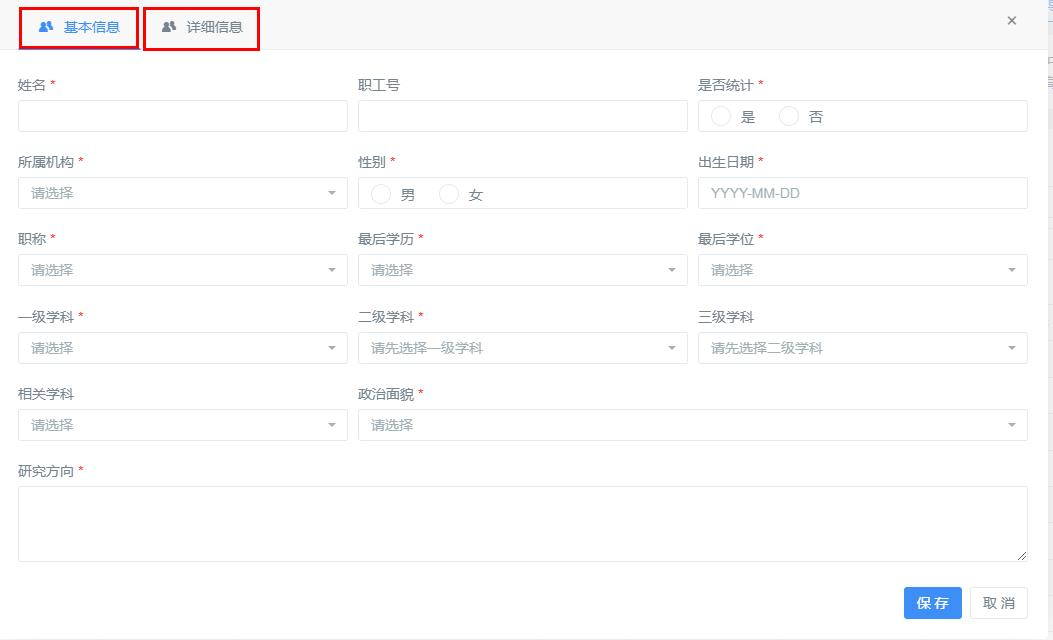 基本信息 详细信息 ×
姓名 * 职工号 是否统计 *
是 否
所属机构 * 性别 * 出生日期 *
请选择 男 女 YYYY-MM-DD
职称 * 最后学历 * 最后学位 *
请选择 请选择 请选择
一级学科 * 二级学科 * 三级学科
请选择 请先选择一级学科 请先选择二级学科
相关学科 政治面貌 *
请选择 请选择
研究方向 *
保存 取消